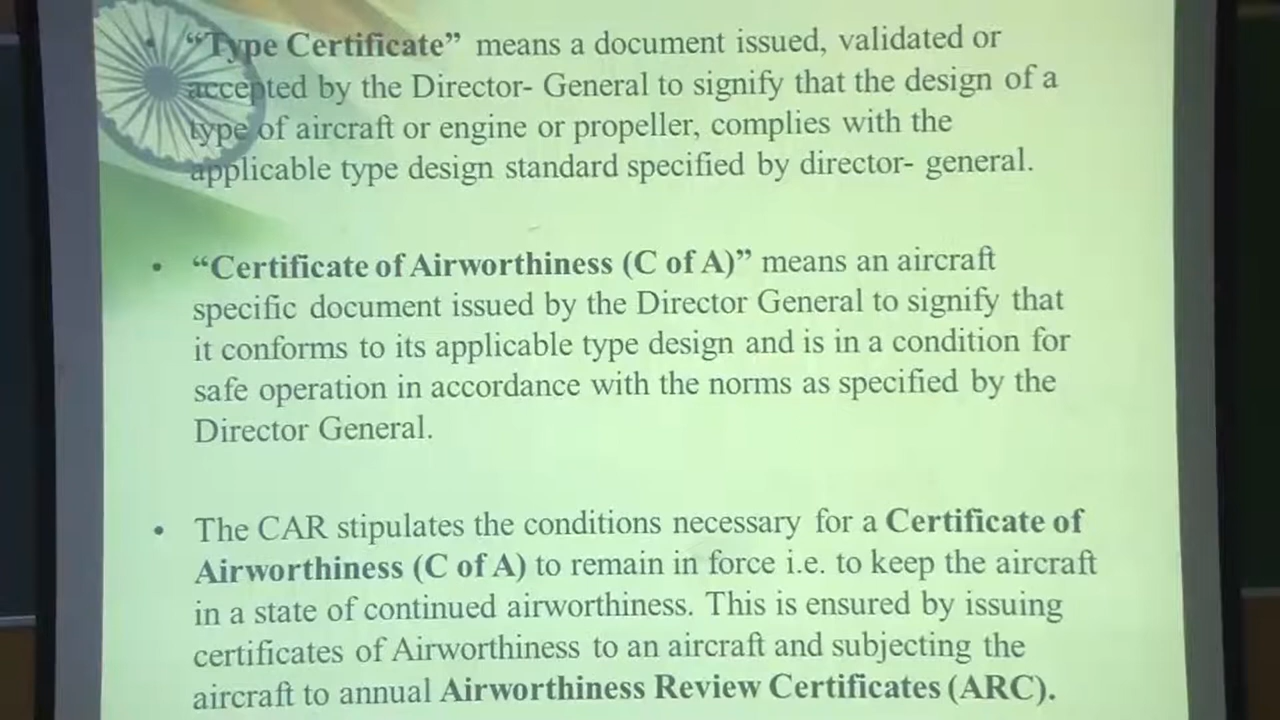 • “Type Certificate” means a document issued, validated or
accepted by the Director- General to signify that the design of a
type of aircraft or engine or propeller, complies with the
applicable type design standard specified by director- general.
• “Certificate of Airworthiness (C of A)” means an aircraft
specific document issued by the Director General to signify that
it conforms to its applicable type design and is in a condition for
safe operation in accordance with the norms as specified by the
Director General.
• The CAR stipulates the conditions necessary for a Certificate of
Airworthiness (C of A) to remain in force i.e. to keep the aircraft
in a state of continued airworthiness. This is ensured by issuing
certificates of Airworthiness to an aircraft and subjecting the
aircraft to annual Airworthiness Review Certificates (ARC).